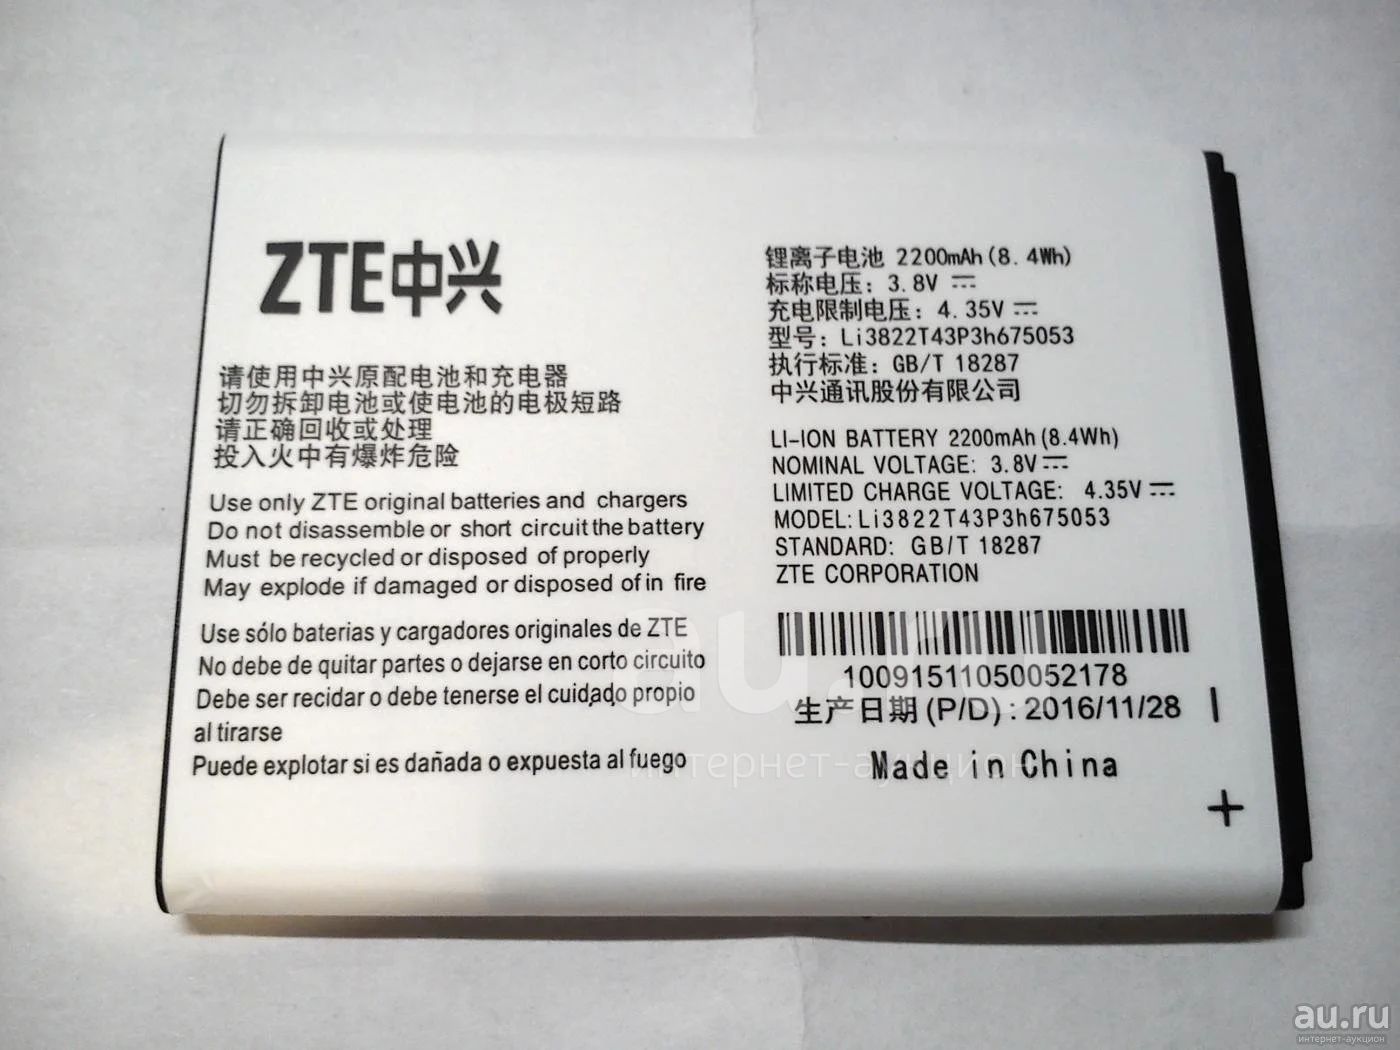 ZTE中兴
请使用中兴原配电池和充电器
切勿拆卸电池或使电池的电极短路
请正确回收或处理
投入火中有爆炸危险
Use only ZTE original batteries and chargers
Do not disassemble or short circuit the battery
Must be recycled or disposed of properly
May explode if damaged or disposed of in fire
Use sólo baterias y cargadores originales de ZTE
No debe de quitar partes o dejarse en corto circuito
Debe ser recidar o debe tenerse el cuidado propio
al tirarse
Puede explotar si es dañada o expuesta al fuego
锂离子电池 2200mAh(8.4Wh)
标称电压: 3.8V
充电限制电压: 4.35V
型号: Li3822T43P3h675053
执行标准: GB/T 18287
中兴通讯股份有限公司
LI-ION BATTERY 2200mAh(8.4Wh)
NOMINAL VOLTAGE: 3.8V
LIMITED CHARGE VOLTAGE: 4.35V
MODEL: Li3822T43P3h675053
STANDARD: GB/T 18287
ZTE CORPORATION
10091511050052178
生产日期(P/D): 2016/11/28
Made in China
+
au.ru
интернет-аукцион
au.ru
интернет-аукцион